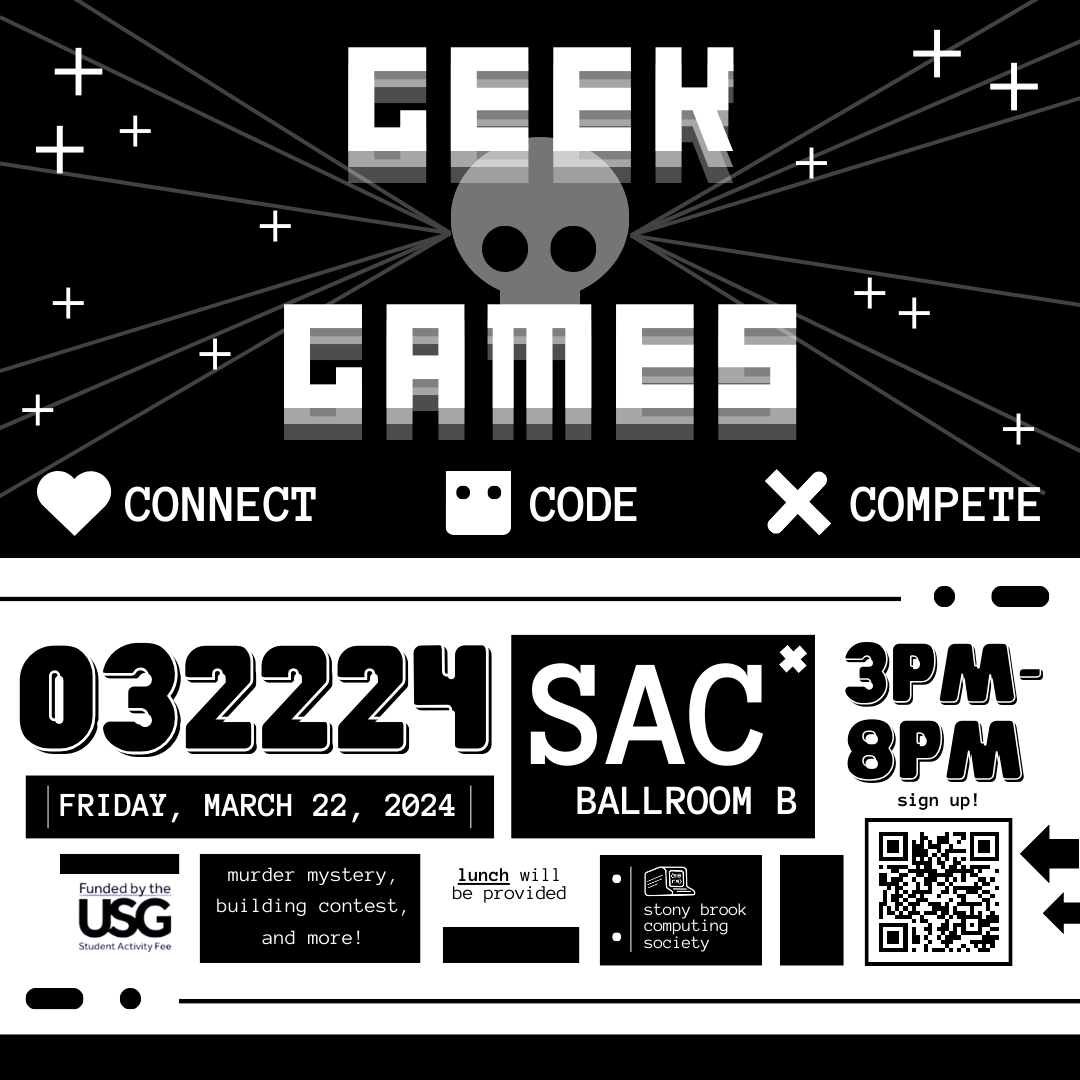 GEEK
GAMES
CONNECT
CODE
COMPETE
032224
FRIDAY, MARCH 22, 2024
SAC
BALLROOM B
3PM-
8PM
sign up!
Funded by the
USG
Student Activity Fee
murder mystery,
building contest,
and more!
lunch will
be provided
stony brook
computing
society